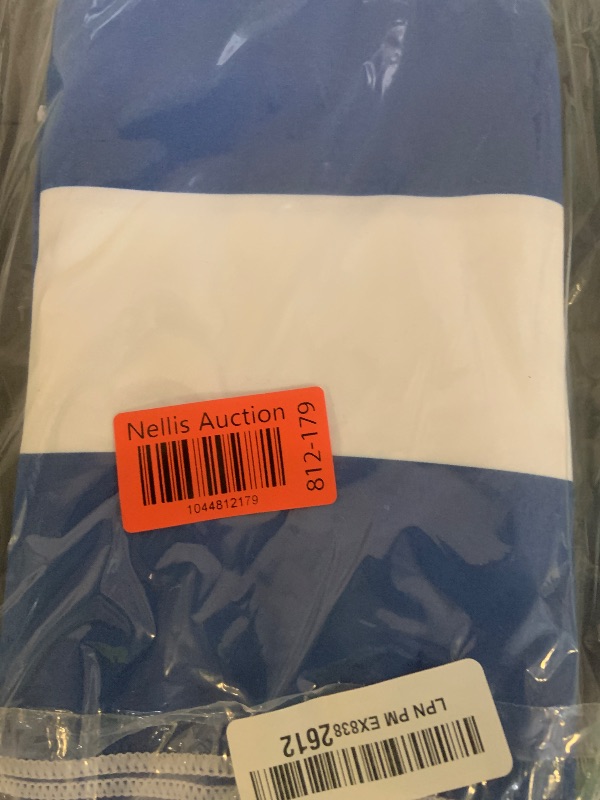 Nellis Auction
1044812179
812-179
LPN PM EX8382612